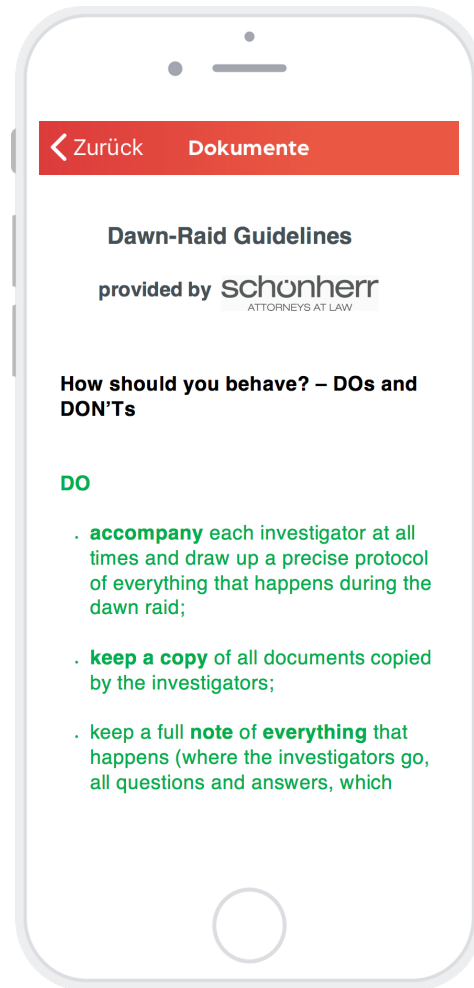 Zurück Dokumente
Dawn-Raid Guidelines
provided by schönherr
ATTORNEYS AT LAW
How should you behave? – DOs and
DON'Ts
DO
• accompany each investigator at all
times and draw up a precise protocol
of everything that happens during the
dawn raid;
• keep a copy of all documents copied
by the investigators;
• keep a full note of everything that
happens (where the investigators go,
all questions and answers, which